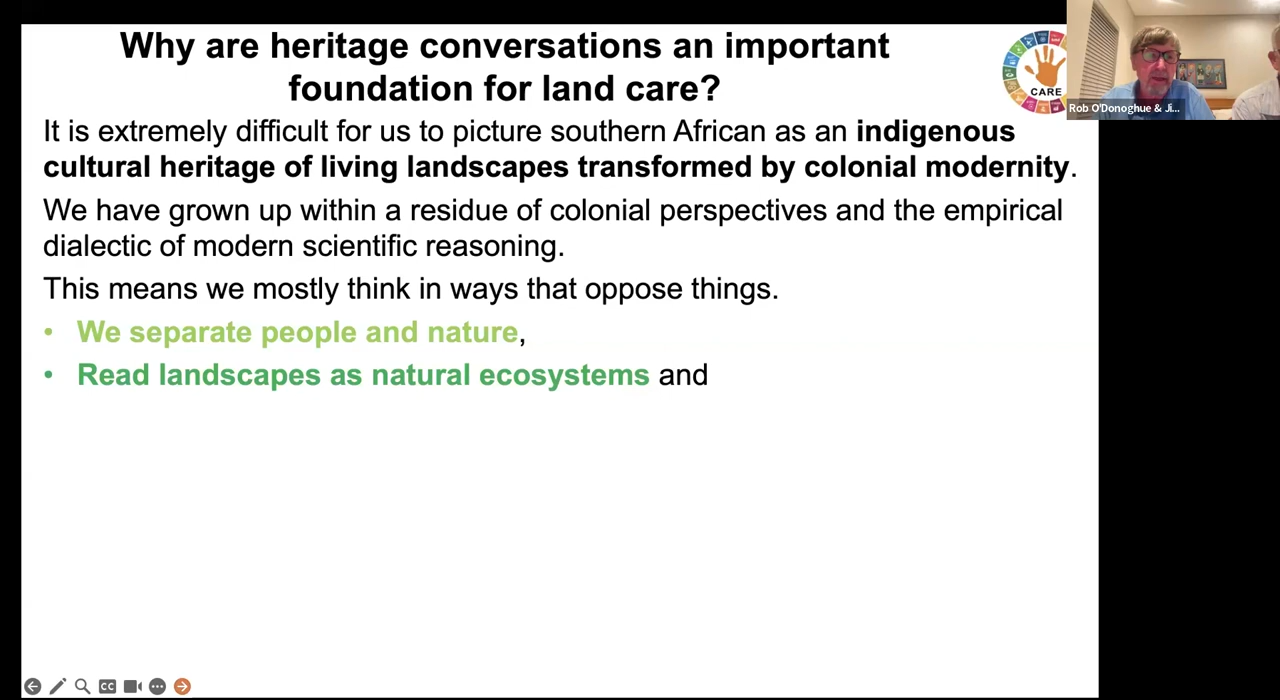 Why are heritage conversations an important
foundation for land care?
CARE
Rob O'Donoghue & Ji...
It is extremely difficult for us to picture southern African as an indigenous
cultural heritage of living landscapes transformed by colonial modernity.
We have grown up within a residue of colonial perspectives and the empirical
dialectic of modern scientific reasoning.
This means we mostly think in ways that oppose things.
• We separate people and nature,
• Read landscapes as natural ecosystems and
CC